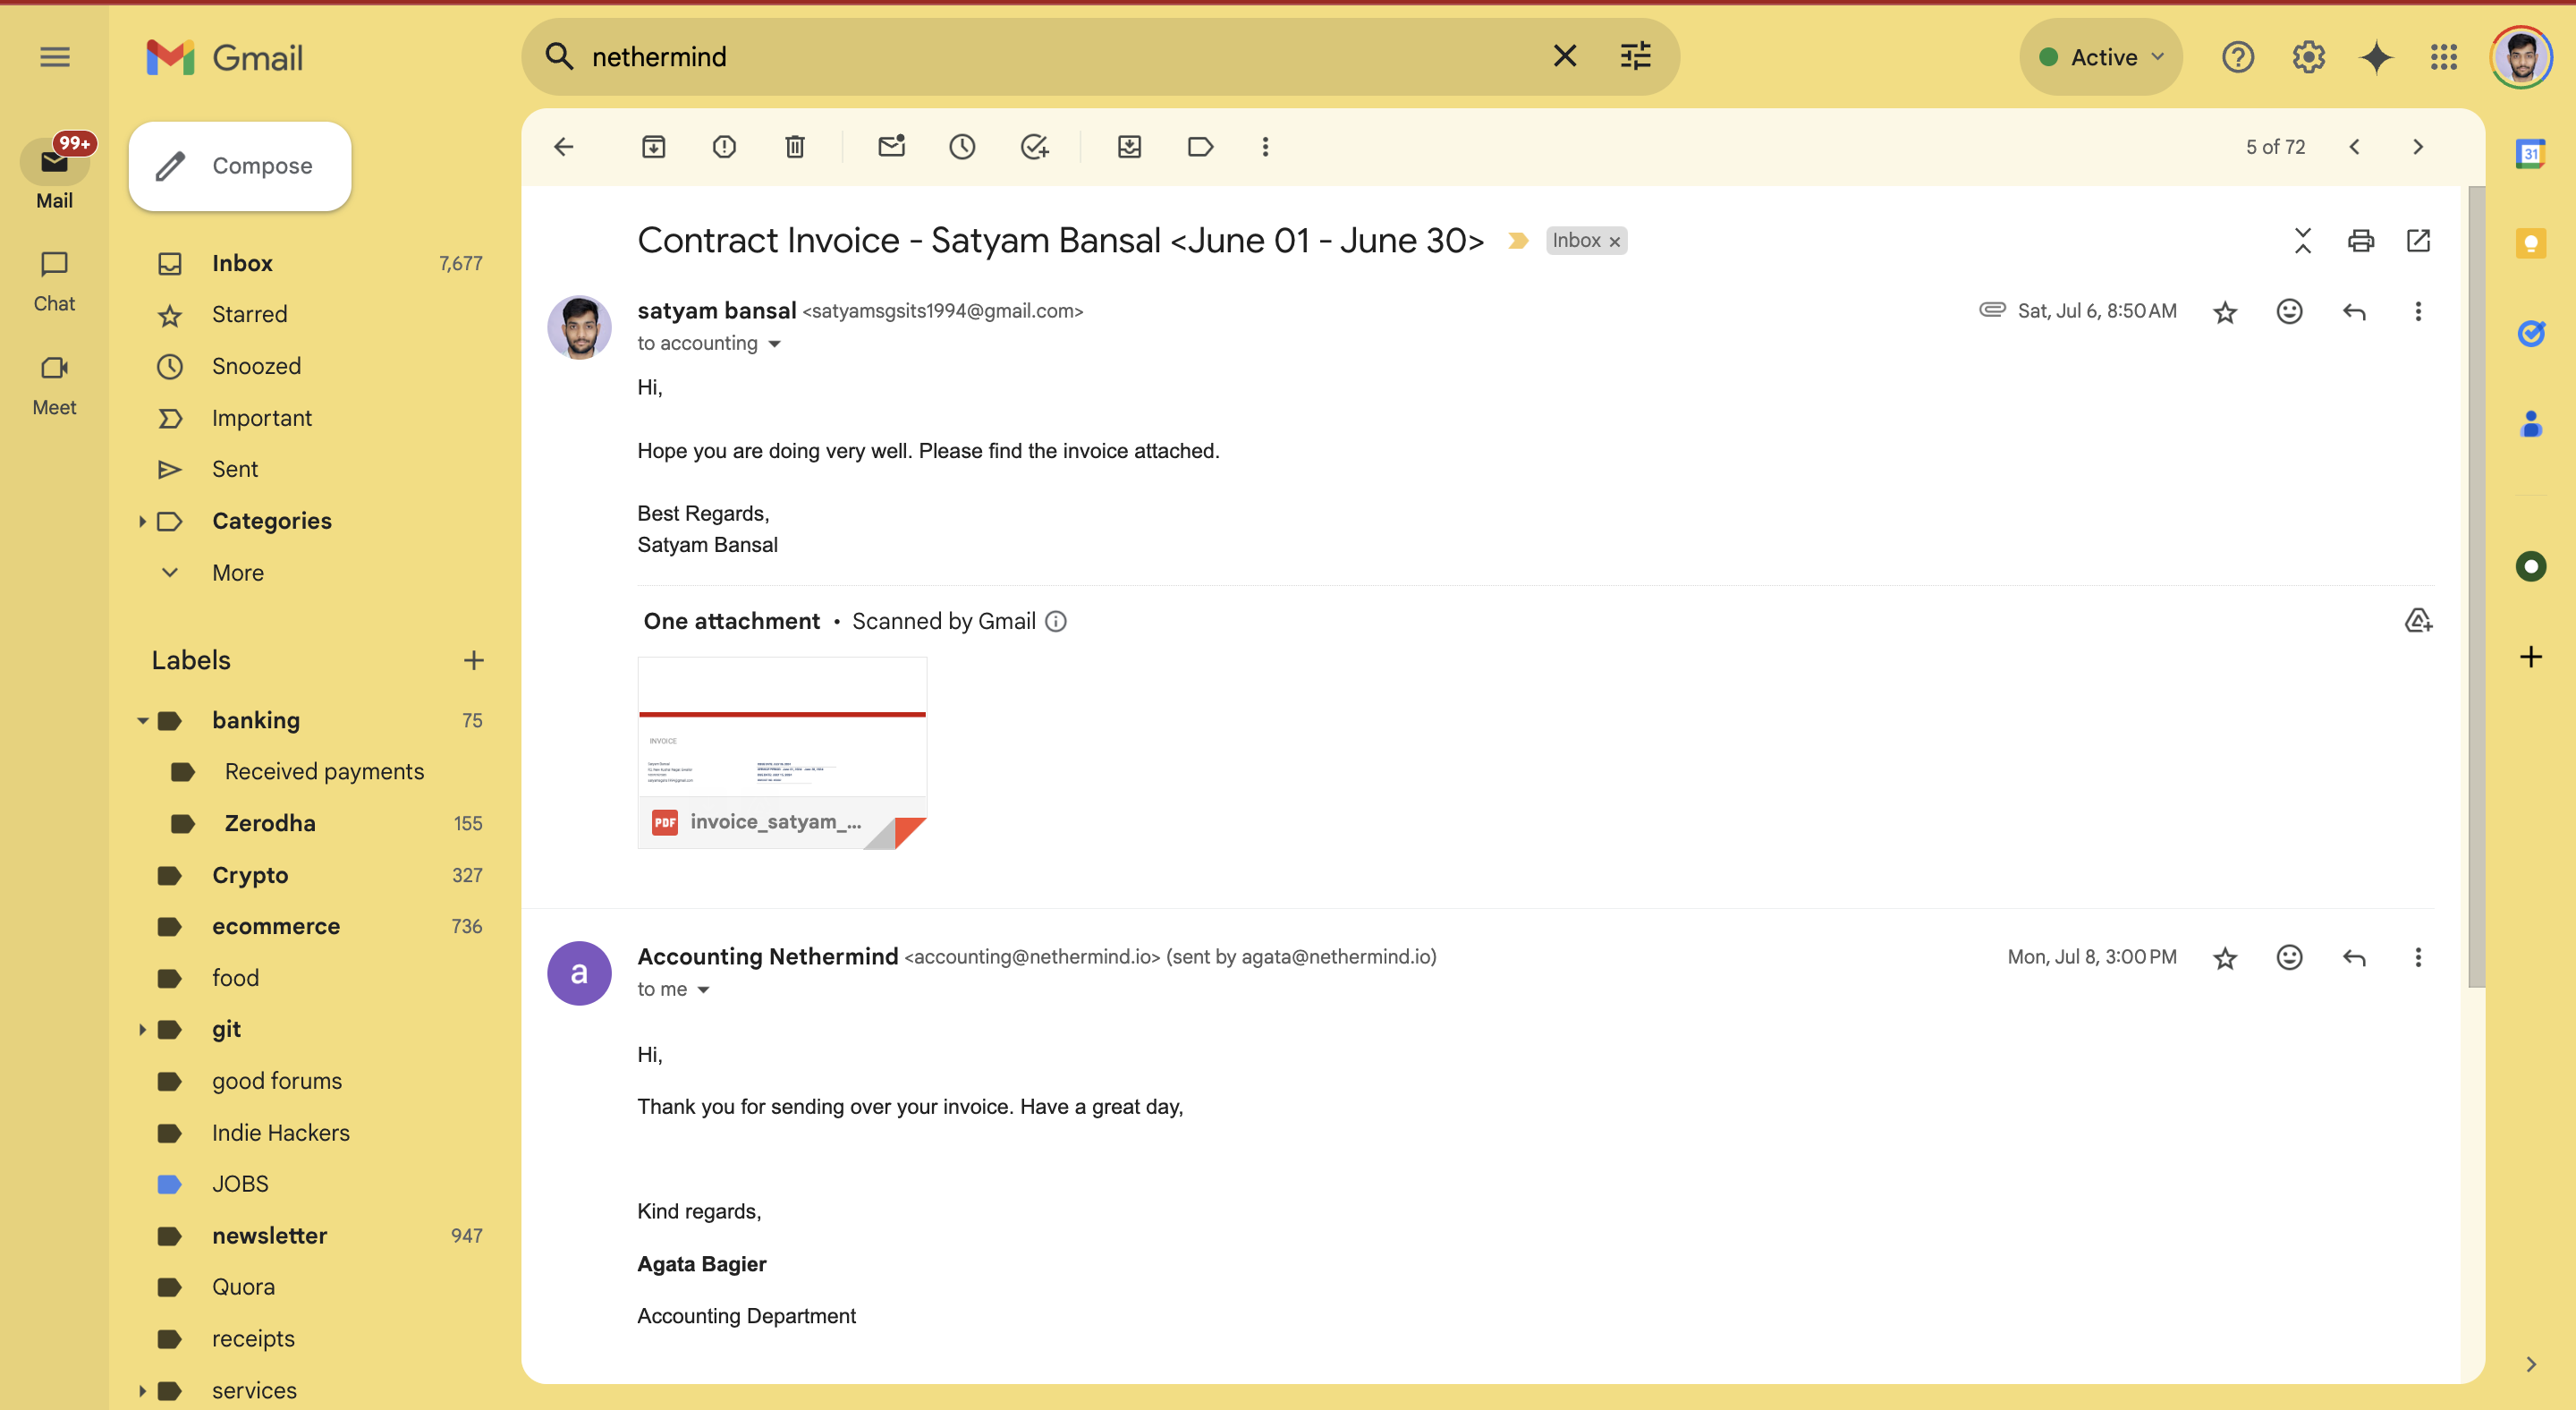 Gmail
nethermind
Active
99+
Mail
Chat
Meet
Compose
Inbox 7,677
Starred
Snoozed
Important
Sent
Categories
More
Labels
banking 75
Received payments
Zerodha 155
Crypto 327
ecommerce 736
food
git
good forums
Indie Hackers
JOBS
newsletter 947
Quora
receipts
services
5 of 72
31
Contract Invoice - Satyam Bansal <June 01 - June 30>
Inbox x
satyam bansal <satyamsgsits1994@gmail.com>
Sat, Jul 6, 8:50 AM
to accounting
Hi,
Hope you are doing very well. Please find the invoice attached.
Best Regards,
Satyam Bansal
One attachment • Scanned by Gmail
INVOICE
PDF invoice_satyam_...
a
Accounting Nethermind <accounting@nethermind.io> (sent by agata@nethermind.io)
Mon, Jul 8, 3:00 PM
to me
Hi,
Thank you for sending over your invoice. Have a great day,
Kind regards,
Agata Bagier
Accounting Department